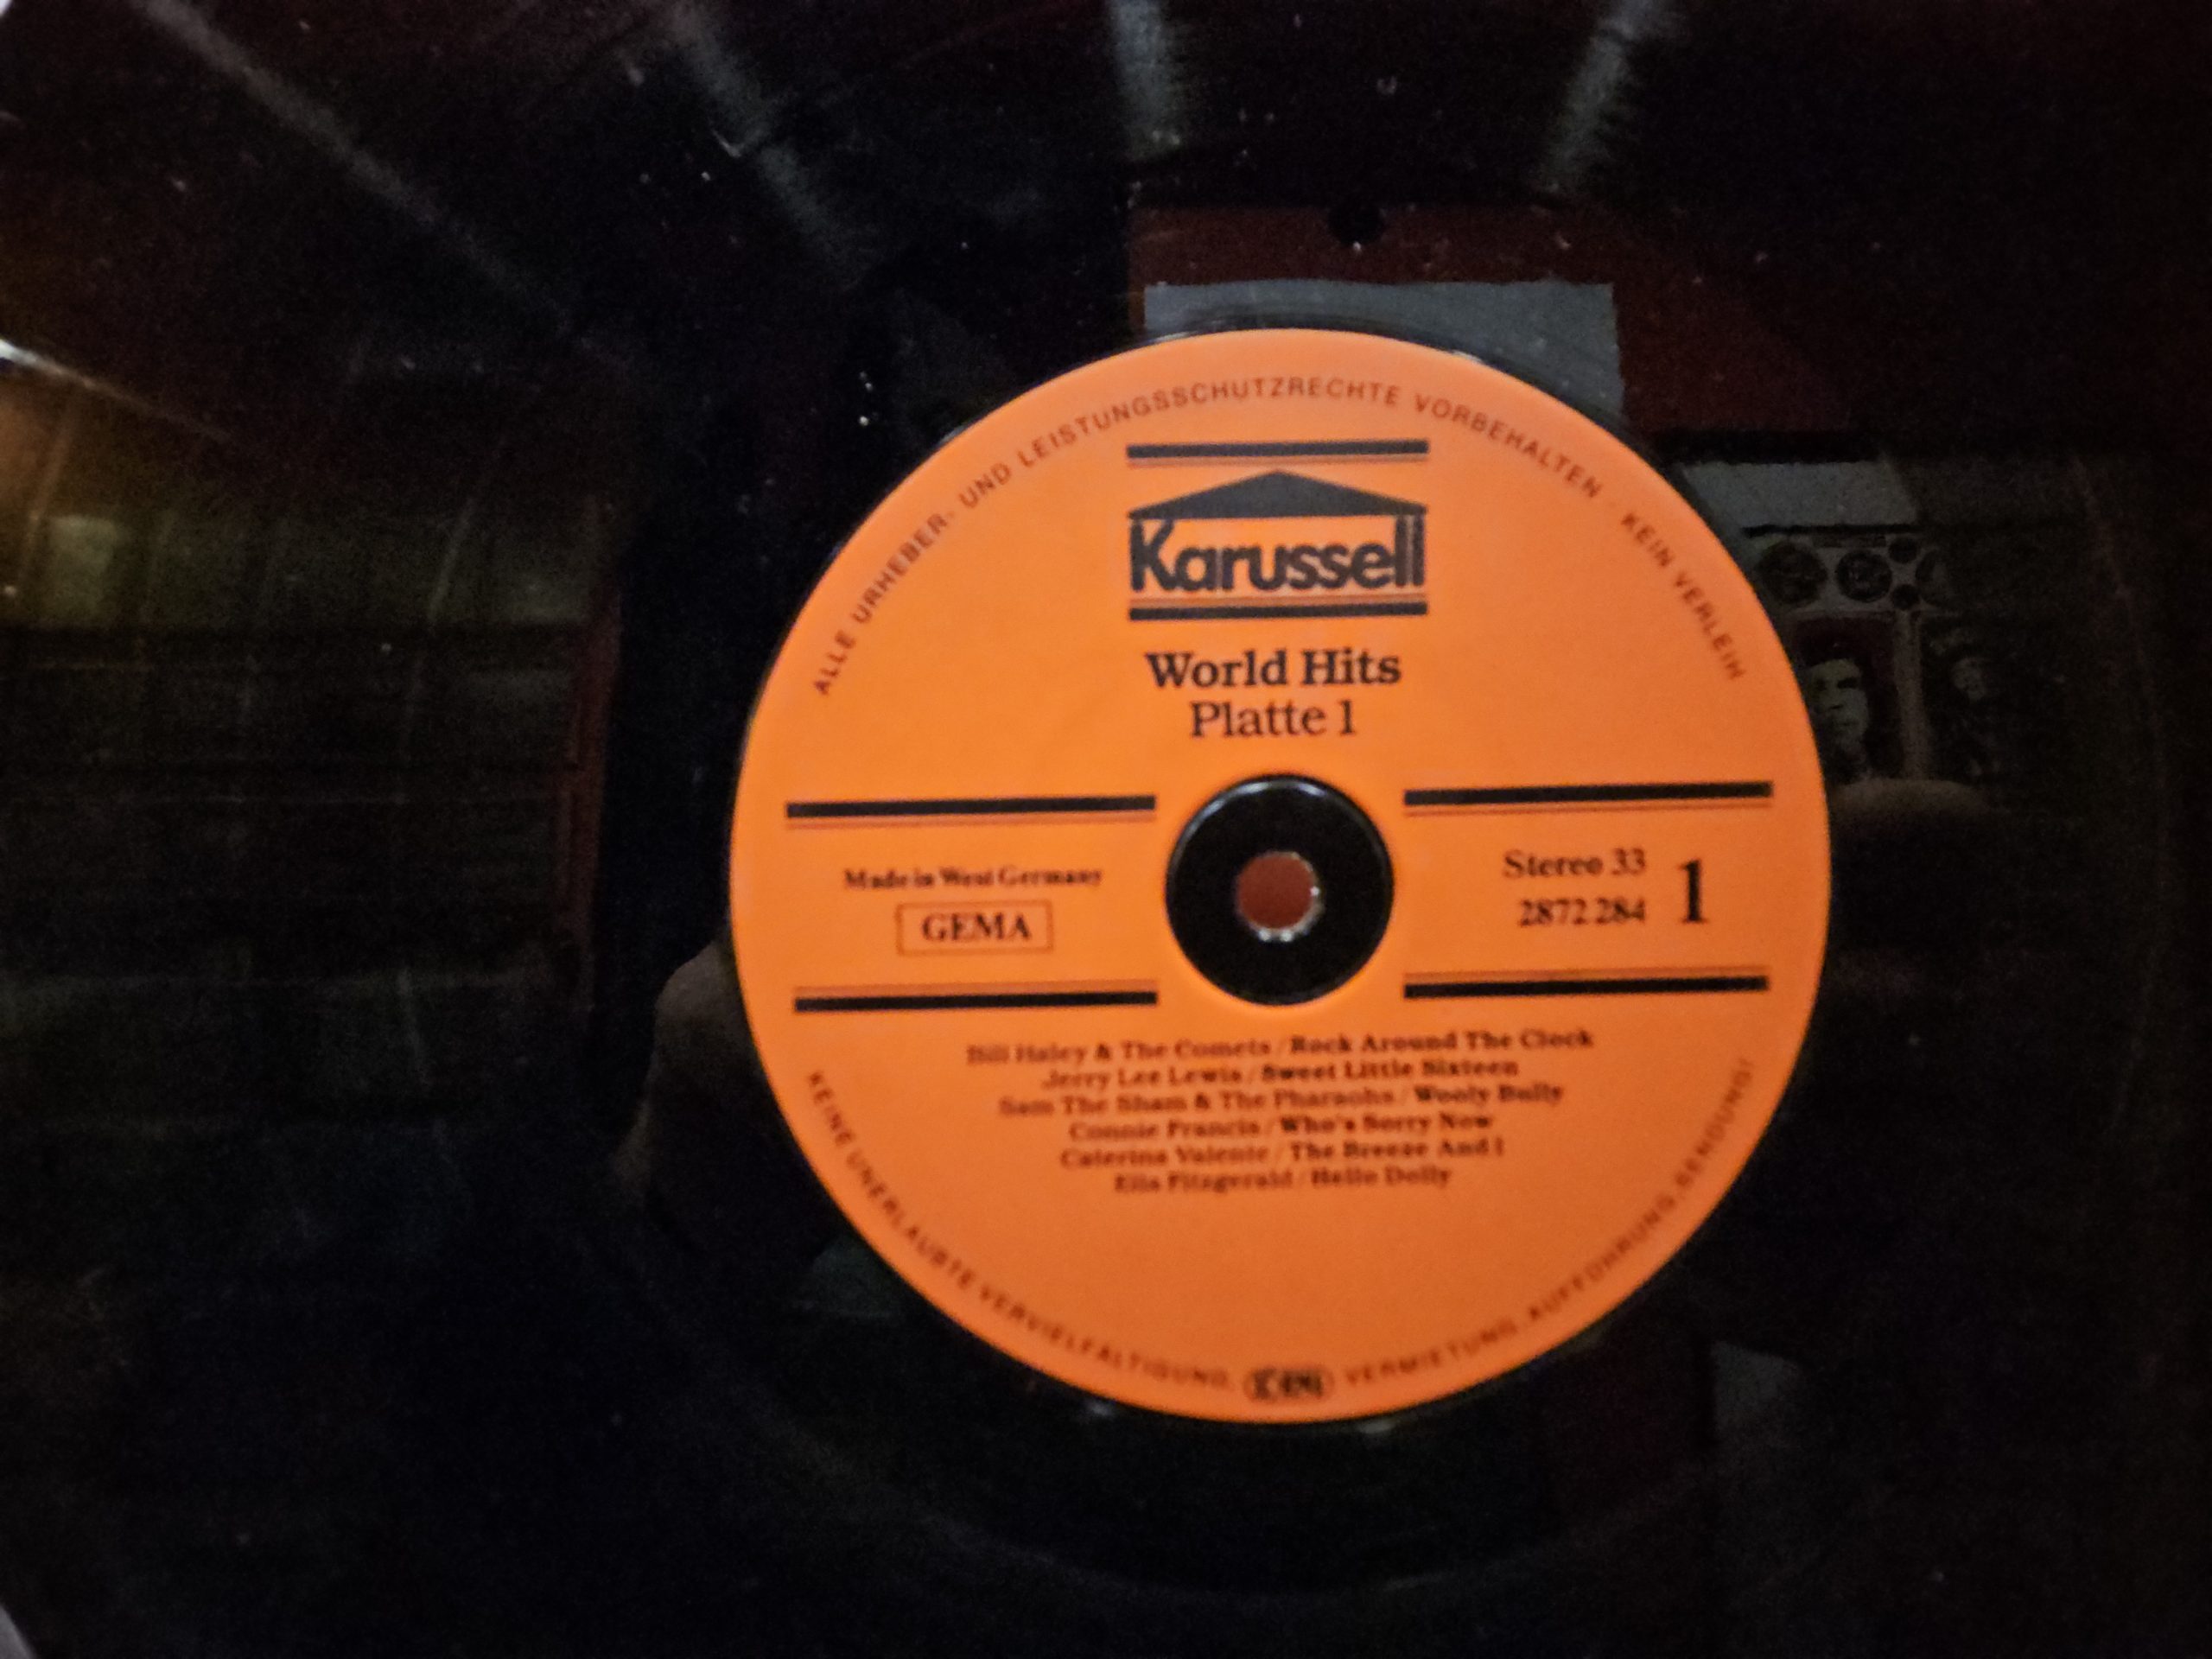 ALLE URHEBER- UND LEISTUNGSSCHUTZRECHTE VORBEHALTEN · KEIN VERLEIH
Karussell
World Hits
Platte 1
Made in West Germany
GEMA
Stereo 33
2872 284
1
Bill Haley & The Comets / Rock Around The Clock
Jerry Lee Lewis / Sweet Little Sixteen
Sam The Sham & The Pharaohs / Wooly Bully
Connie Francis / Who's Sorry Now
Caterina Valente / The Breeze And I
Ella Fitzgerald / Hello Dolly
KEINE UNERLAUBTE VERVIELFÄLTIGUNG, VERMIETUNG, AUFFÜHRUNG, SENDUNG!